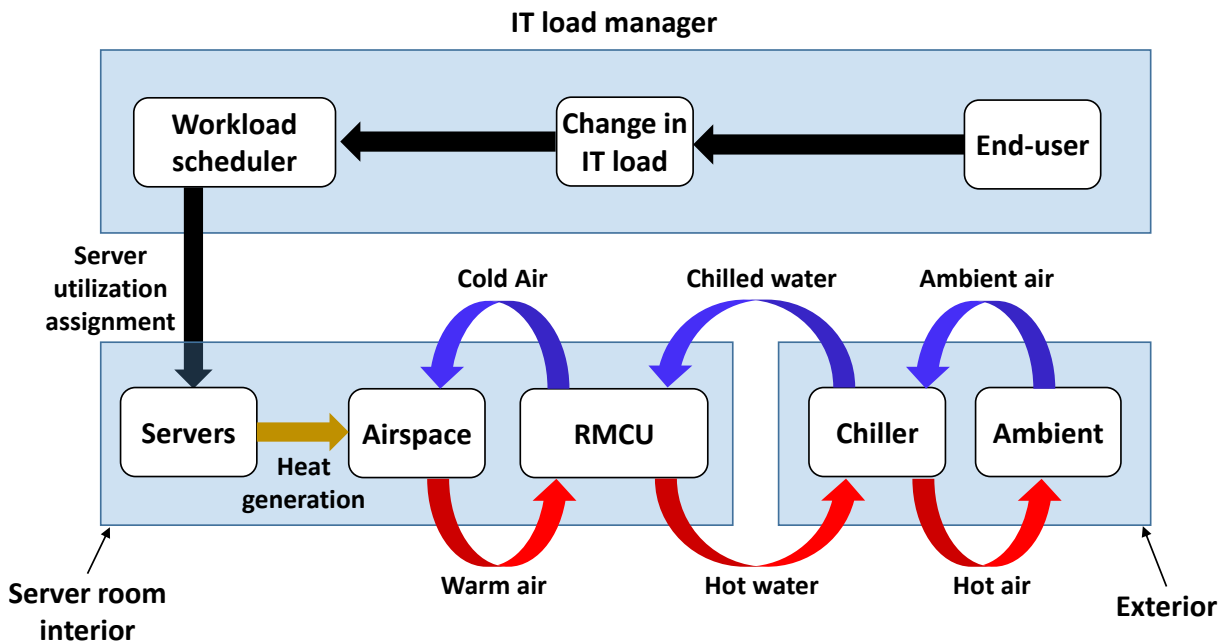 IT load manager
Workload
scheduler
Change in
IT load
End-user
Server
utilization
assignment
Cold Air
Chilled water
Ambient air
Servers
Heat
generation
Airspace
RMCU
Chiller
Ambient
Warm air
Hot water
Hot air
Server room
interior
Exterior